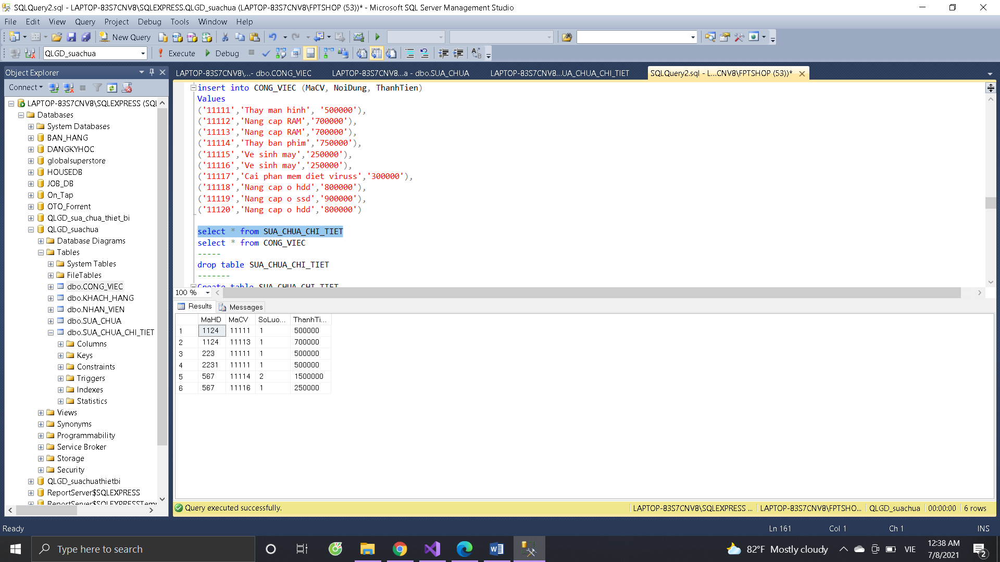 SQLQuery2.sql - LAPTOP-83S7CNV8\SQLEXPRESS.QLGD_suachua (LAPTOP-83S7CNV8\FPTSHOP (53))* - Microsoft SQL Server Management Studio
File Edit View Query Project Debug Tools Window Help
New Query
QLGD_suachua Execute Debug
Object Explorer
Connect
LAPTOP-83S7CNV8\SQLEXPRESS (SQL
Databases
System Databases
BAN_HANG
DANGKYHOC
globalsuperstore
HOUSEDB
JOB_DB
On_Tap
OTO_Forrent
QLGD_sua_chua_thiet_bi
QLGD_suachua
Database Diagrams
Tables
System Tables
FileTables
dbo.CONG_VIEC
dbo.KHACH_HANG
dbo.NHAN_VIEN
dbo.SUA_CHUA
dbo.SUA_CHUA_CHI_TIET
Columns
Keys
Constraints
Triggers
Indexes
Statistics
Views
Synonyms
Programmability
Service Broker
Storage
Security
QLGD_suachuathietbi
ReportServer$SQLEXPRESS
ReportServer$SQLEXPRESSTem
LAPTOP-83S7CNV8\...- dbo.CONG_VIEC LAPTOP-83S7CNV8...a - dbo.SUA_CHUA LAPTOP-83S7CNV8...UA_CHUA_CHI_TIET SQLQuery2.sql - L...CNV8\FPTSHOP (53))*
insert into CONG_VIEC (MaCV, NoiDung, ThanhTien)
Values
('11111','Thay man hinh', '500000'),
('11112','Nang cap RAM','700000'),
('11113','Nang cap RAM','700000'),
('11114','Thay ban phim','750000'),
('11115','Ve sinh may','250000'),
('11116','Ve sinh may','250000'),
('11117','Cai phan mem diet viruss','300000'),
('11118','Nang cap o hdd','800000'),
('11119','Nang cap o ssd','900000'),
('11120','Nang cap o hdd','800000')
select * from SUA_CHUA_CHI_TIET
select * from CONG_VIEC
-----
drop table SUA_CHUA_CHI_TIET
-------
Create table SUA_CHUA_CHI_TIET
100 %
Results Messages
MaHD MaCV SoLuo... ThanhTi...
1 1124 11111 1 500000
2 1124 11113 1 700000
3 223 11111 1 500000
4 2231 11111 1 500000
5 567 11114 2 1500000
6 567 11116 1 250000
Query executed successfully. LAPTOP-83S7CNV8\SQLEXPRESS ... LAPTOP-83S7CNV8\FPTSHO... QLGD_suachua 00:00:00 6 rows
Ready Ln 161 Col 1 Ch 1 INS
Type here to search
82°F Mostly cloudy VIE 12:38 AM
7/8/2021
2